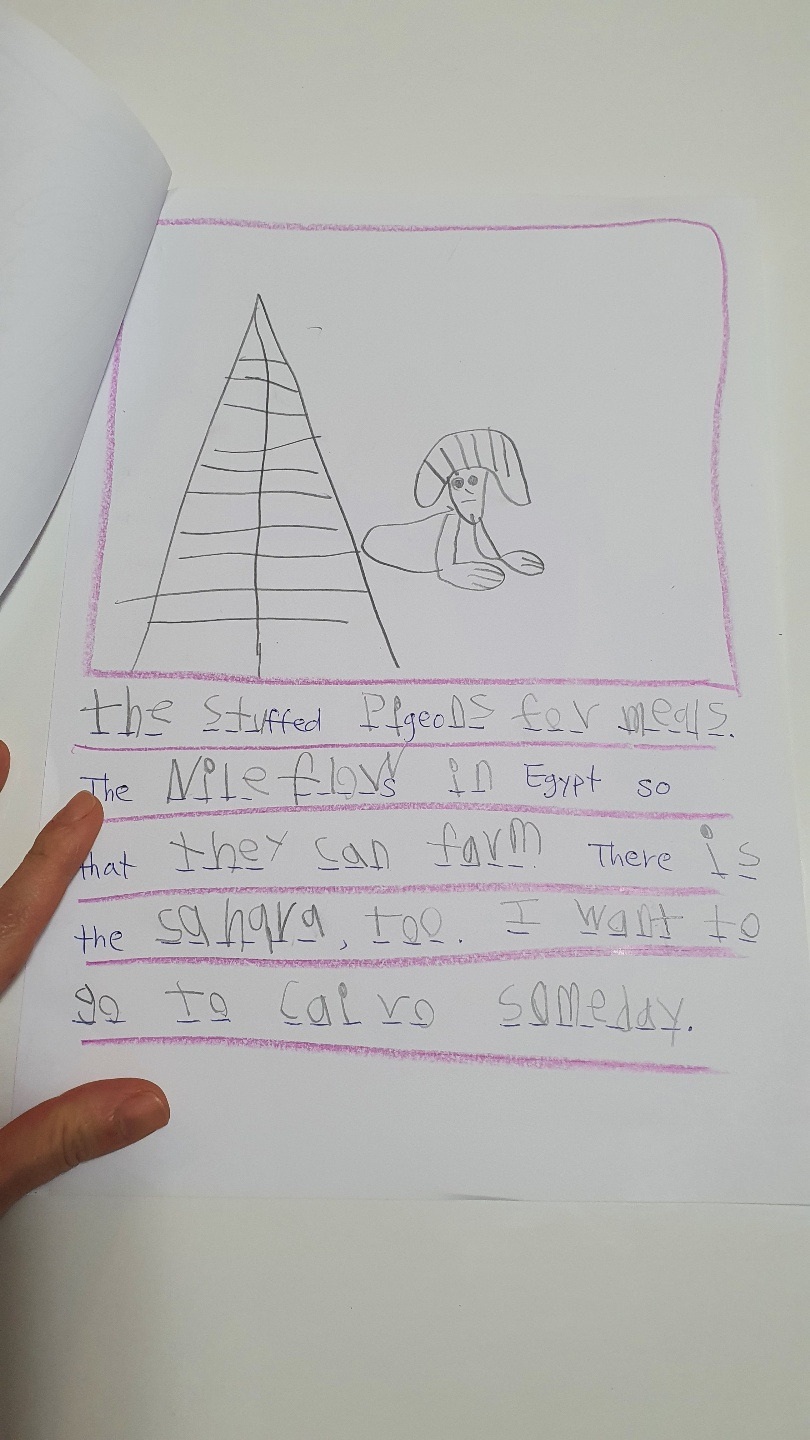 the stuffed Pigeons for meals.
The Nile flows in Egypt so
that they can farm There is
the sahara, too. I want to
go to Cairo someday.